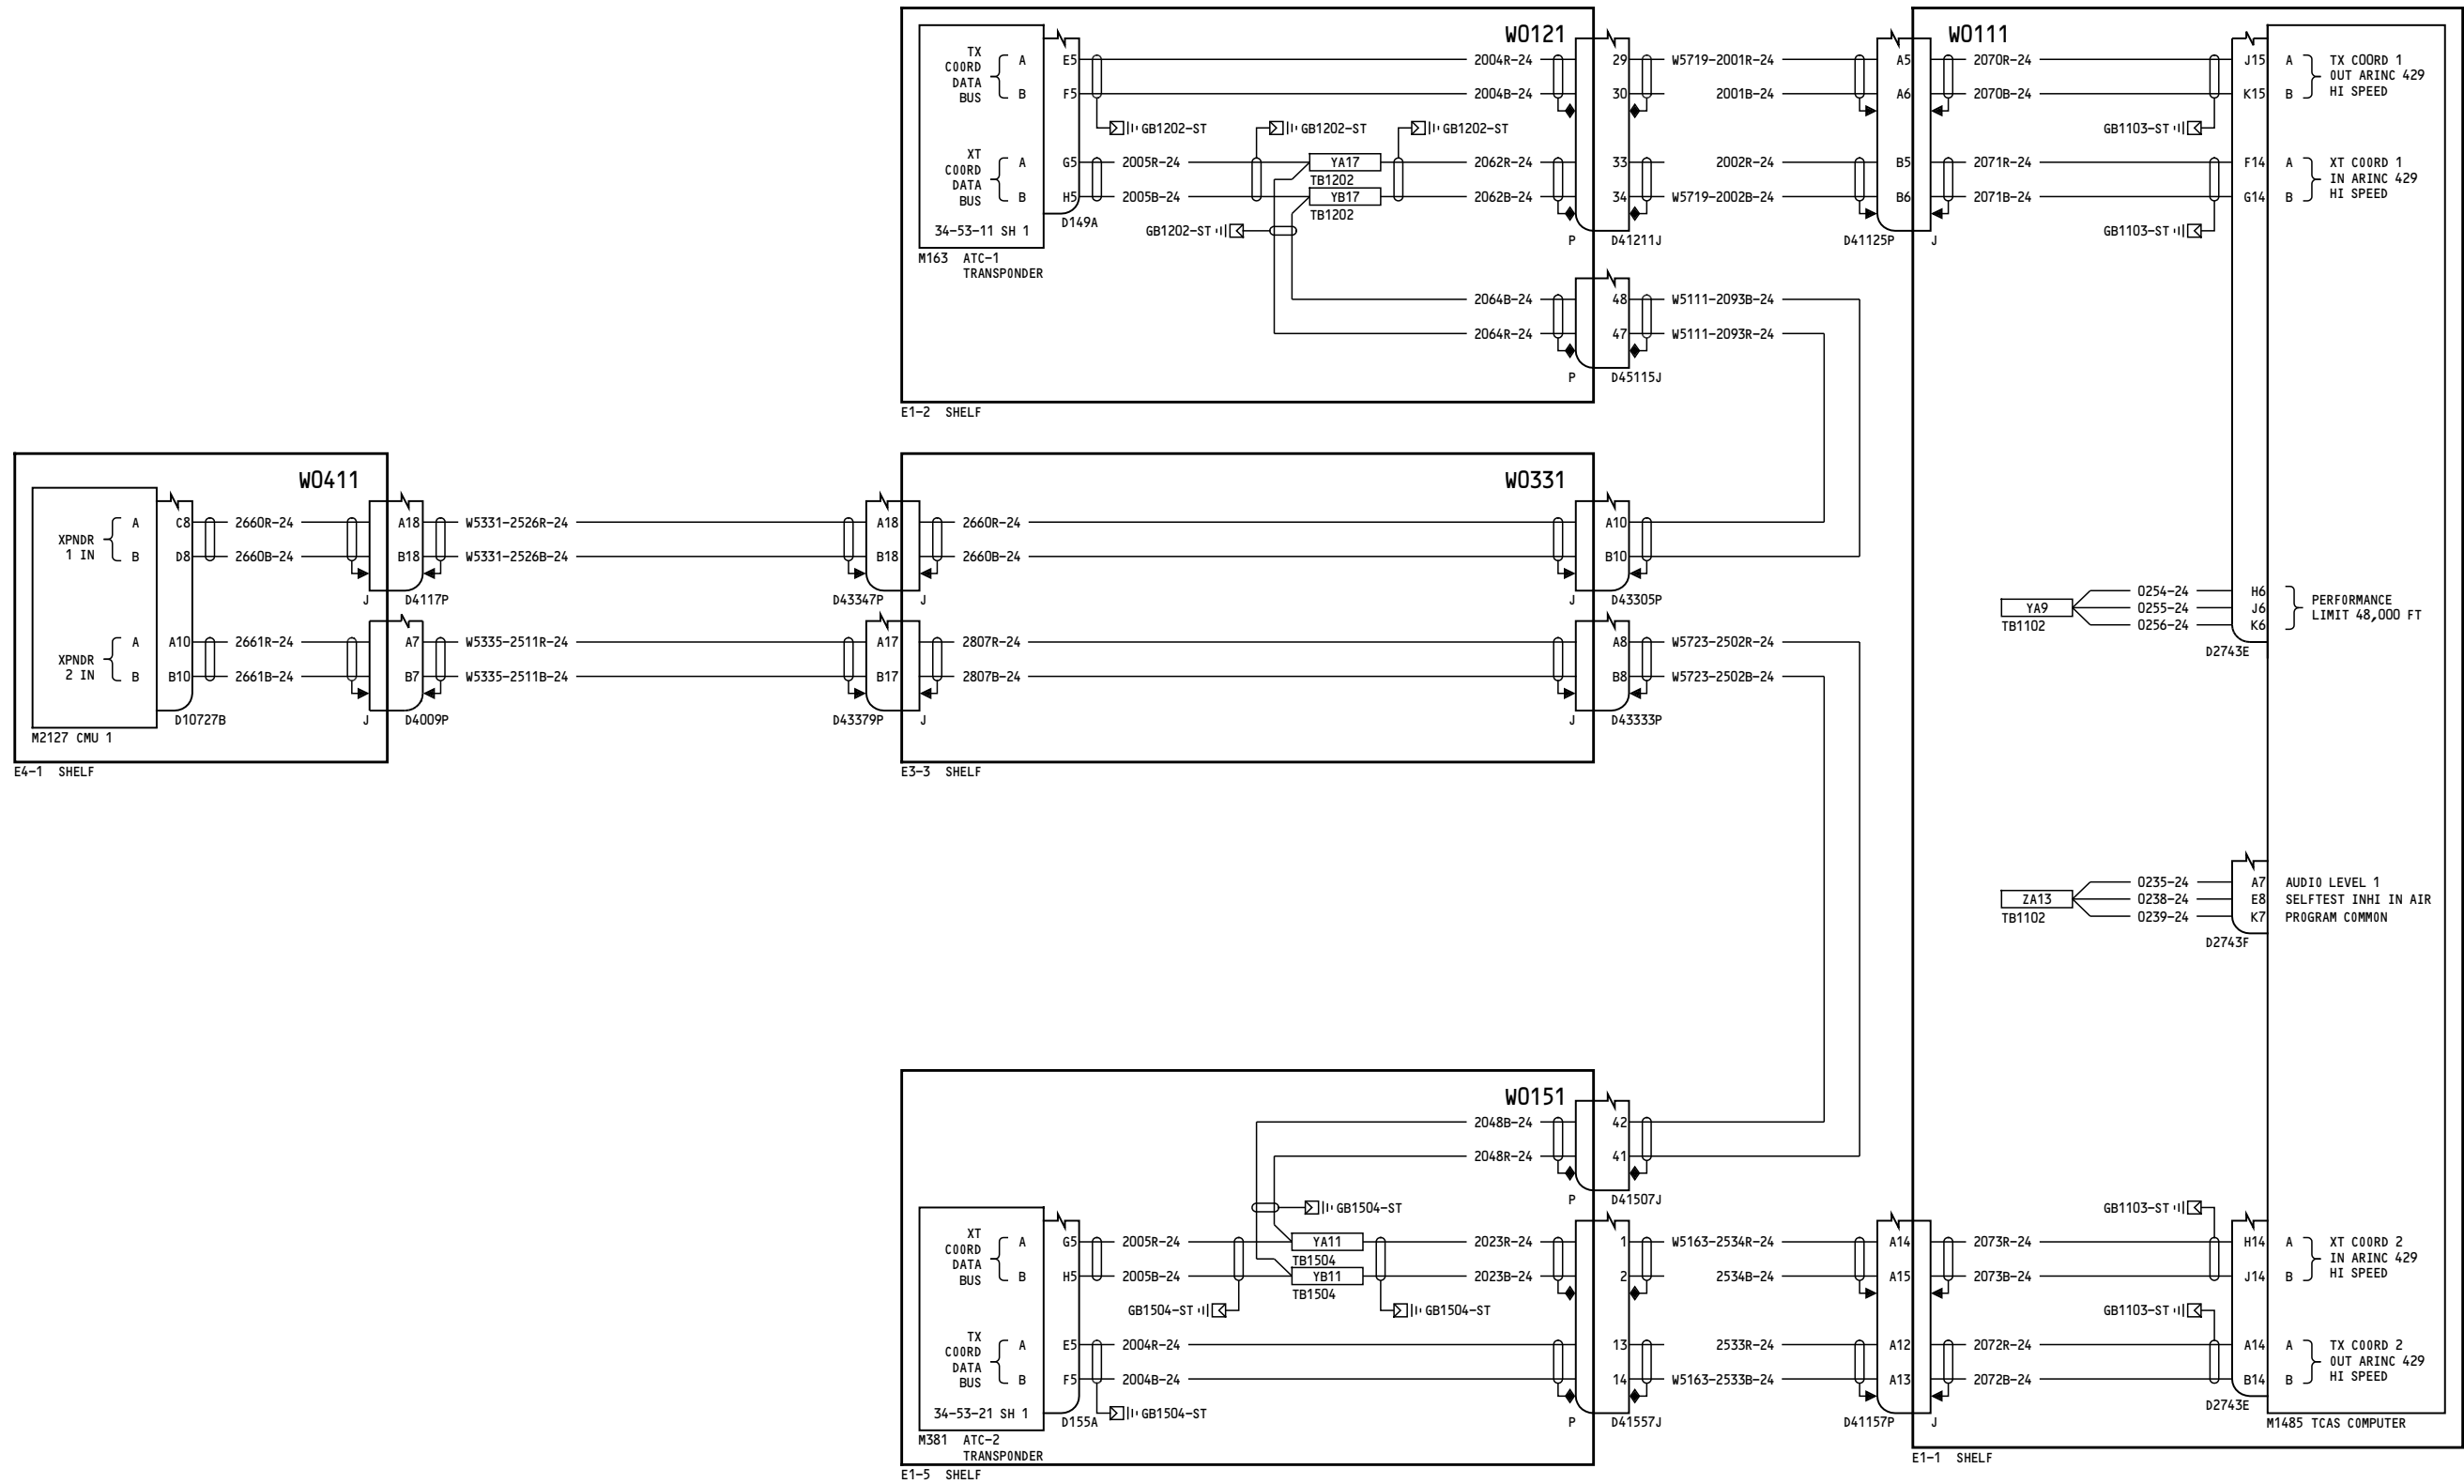 W0121
TX
COORD
DATA
BUS
A
B
E5
F5
2004R-24
2004B-24
29
30
GB1202-ST
GB1202-ST
GB1202-ST
XT
COORD
DATA
BUS
A
B
G5
H5
2005R-24
2005B-24
YA17
TB1202
YB17
TB1202
2062R-24
2062B-24
33
34
34-53-11 SH 1
D149A
GB1202-ST
P
D41211J
M163 ATC-1
TRANSPONDER
2064B-24
2064R-24
48
47
P
D45115J
E1-2 SHELF
W5719-2001R-24
2001B-24
2002R-24
W5719-2002B-24
A5
A6
B5
B6
D41125P
J
W5111-2093B-24
W5111-2093R-24
W0111
2070R-24
2070B-24
GB1103-ST
2071R-24
2071B-24
GB1103-ST
J15
K15
F14
G14
A
B
TX COORD 1
OUT ARINC 429
HI SPEED
A
B
XT COORD 1
IN ARINC 429
HI SPEED
W0411
XPNDR
1 IN
A
B
C8
D8
2660R-24
2660B-24
A18
B18
J
D4117P
XPNDR
2 IN
A
B
A10
B10
2661R-24
2661B-24
A7
B7
J
D4009P
D10727B
M2127 CMU 1
E4-1 SHELF
W5331-2526R-24
W5331-2526B-24
W5335-2511R-24
W5335-2511B-24
W0331
A18
B18
D43347P
J
2660R-24
2660B-24
A10
B10
J
D43305P
A17
B17
D43379P
J
2807R-24
2807B-24
A8
B8
J
D43333P
W5723-2502R-24
W5723-2502B-24
E3-3 SHELF
YA9
TB1102
0254-24
0255-24
0256-24
H6
J6
K6
PERFORMANCE
LIMIT 48,000 FT
D2743E
ZA13
TB1102
0235-24
0238-24
0239-24
A7
E8
K7
AUDIO LEVEL 1
SELFTEST INHI IN AIR
PROGRAM COMMON
D2743F
W0151
2048B-24
2048R-24
42
41
P
D41507J
GB1504-ST
XT
COORD
DATA
BUS
A
B
G5
H5
2005R-24
2005B-24
YA11
TB1504
YB11
TB1504
2023R-24
2023B-24
1
2
GB1504-ST
GB1504-ST
TX
COORD
DATA
BUS
A
B
E5
F5
2004R-24
2004B-24
13
14
34-53-21 SH 1
D155A
GB1504-ST
P
D41557J
M381 ATC-2
TRANSPONDER
E1-5 SHELF
W5163-2534R-24
2534B-24
2533R-24
W5163-2533B-24
A14
A15
A12
A13
D41157P
J
GB1103-ST
2073R-24
2073B-24
GB1103-ST
2072R-24
2072B-24
H14
J14
A14
B14
D2743E
A
B
XT COORD 2
IN ARINC 429
HI SPEED
A
B
TX COORD 2
OUT ARINC 429
HI SPEED
M1485 TCAS COMPUTER
E1-1 SHELF